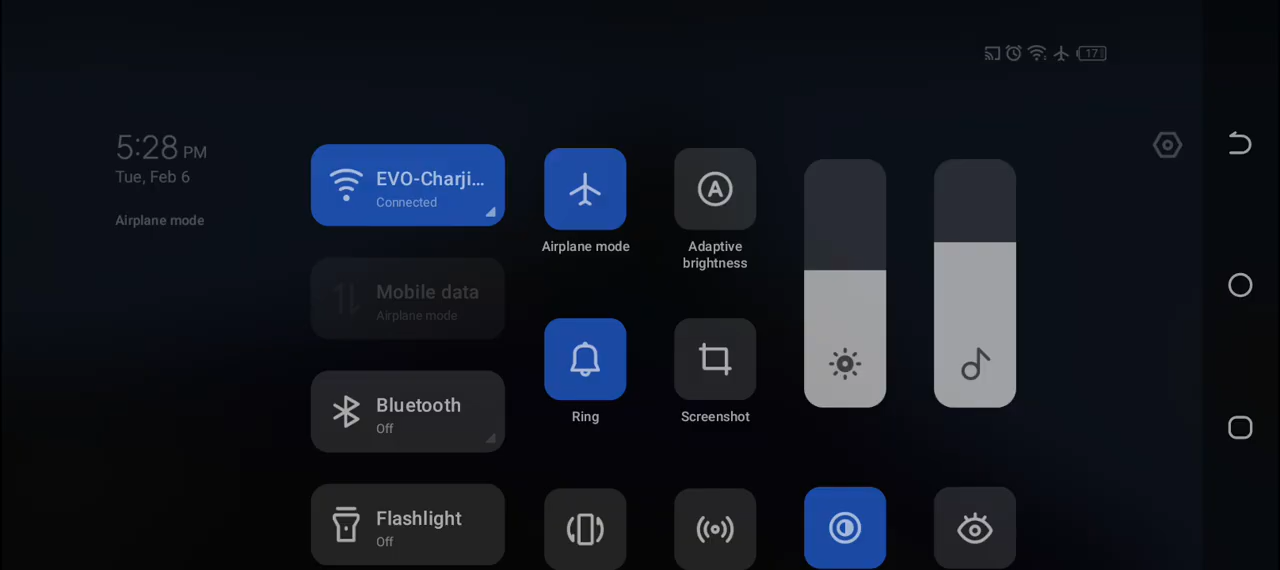 17
5:28 PM
Tue, Feb 6
Airplane mode
EVO-Charji...
Connected
Mobile data
Airplane mode
Bluetooth
Off
Flashlight
Off
Airplane mode
A
Adaptive
brightness
Ring
Screenshot